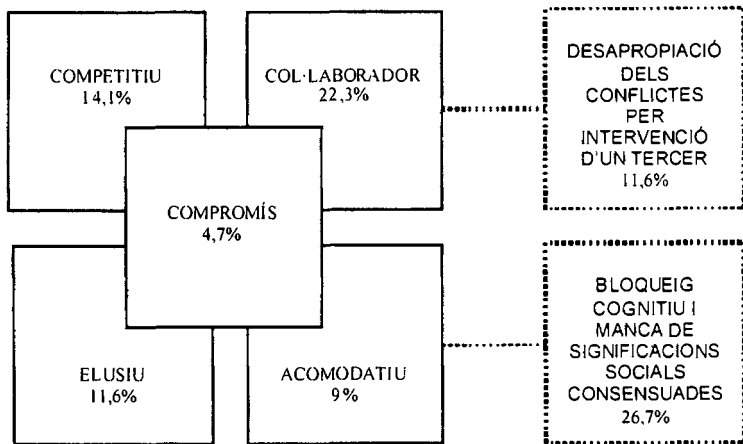 COMPETITIU
14,1%
COL·LABORADOR
22,3%
DESAPROPIACIÓ
DELS
CONFLICTES
PER
INTERVENCIÓ
D'UN TERCER
11,6%
COMPROMÍS
4,7%
ELUSIU
11,6%
ACOMODATIU
9%
BLOQUEIG
COGNITIU I
MANCA DE
SIGNIFICACIONS
SOCIALS
CONSENSUADES
26,7%